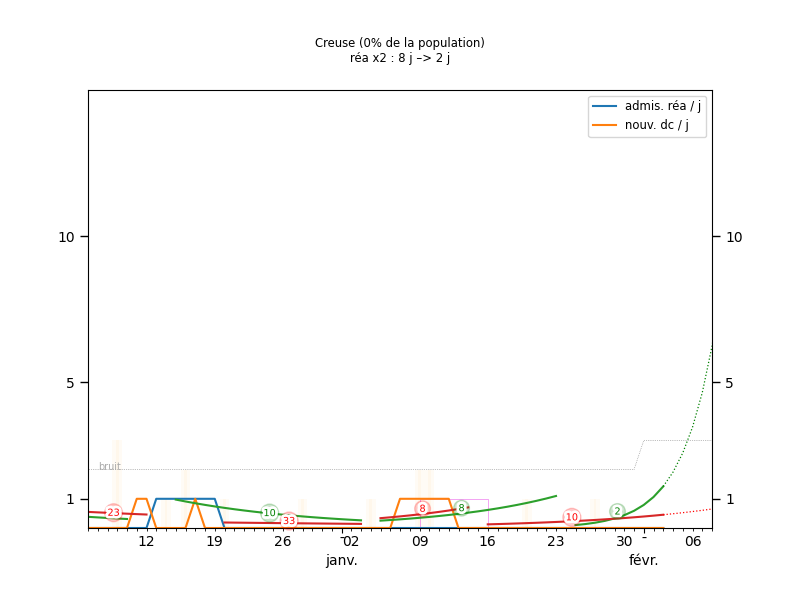 Creuse (0% de la population)
réa x2 : 8 j –> 2 j
admis. réa / j
nouv. dc / j
10 10
5 5
bruit
1 1
-23 -10 -33 8 8 10 2
12 19 26 02 09 16 23 30 06
janv. févr.